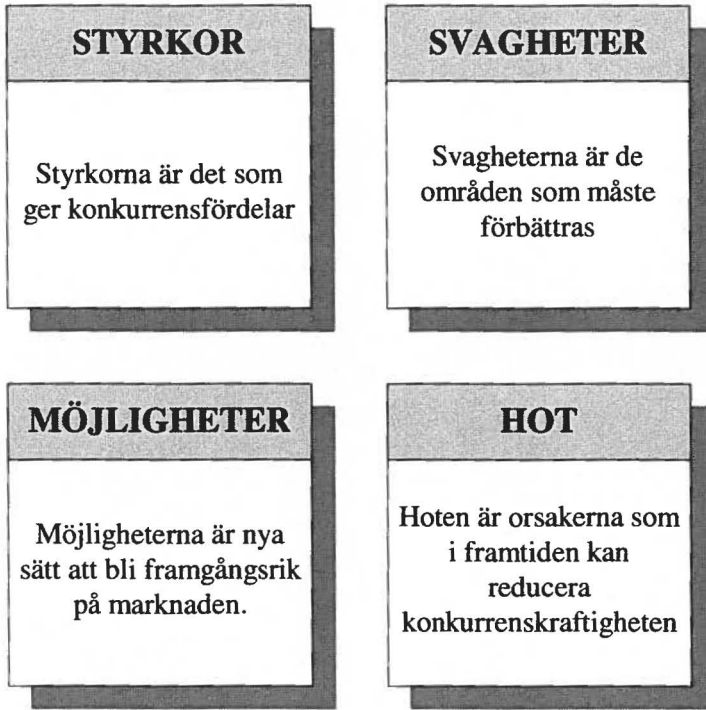 STYRKOR
Styrkorna är det som
ger konkurrensfördelar
SVAGHETER
Svagheterna är de
områden som måste
förbättras
MÖJLIGHETER
Möjligheterna är nya
sätt att bli framgångsrik
på marknaden.
HOT
Hoten är orsakerna som
i framtiden kan
reducera
konkurrenskraftigheten